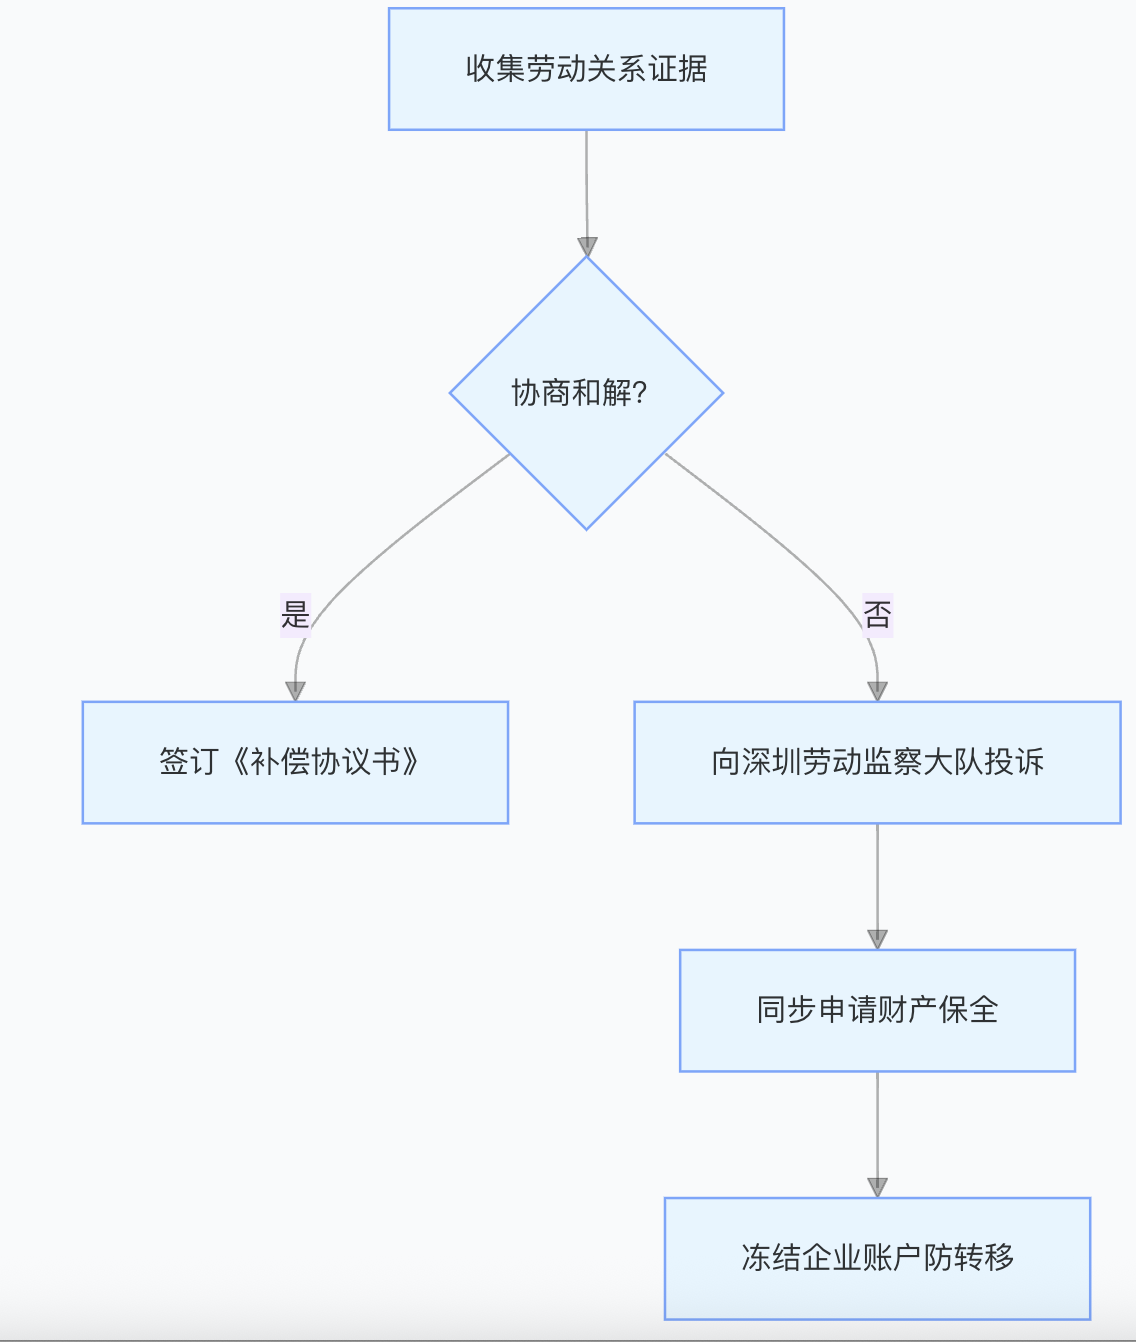 收集劳动关系证据
协商和解?
是
否
签订《补偿协议书》
向深圳劳动监察大队投诉
同步申请财产保全
冻结企业账户防转移